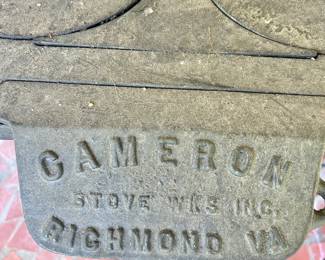 CAMERON
STOVE WKS INC.
RICHMOND VA